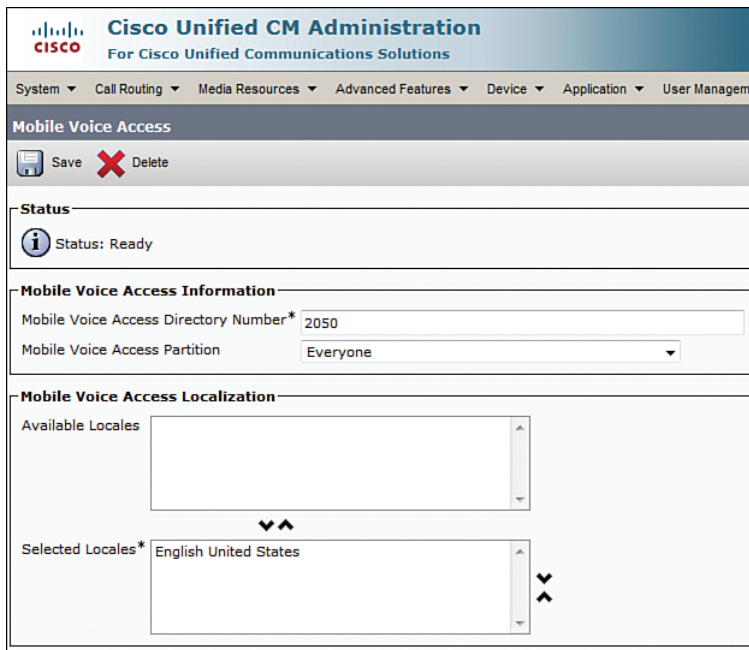 Cisco Unified CM Administration
CISCO
For Cisco Unified Communications Solutions
System Call Routing Media Resources Advanced Features Device Application User Managem
Mobile Voice Access
Save Delete
Status
i Status: Ready
Mobile Voice Access Information
Mobile Voice Access Directory Number* 2050
Mobile Voice Access Partition Everyone
Mobile Voice Access Localization
Available Locales
Selected Locales* English United States